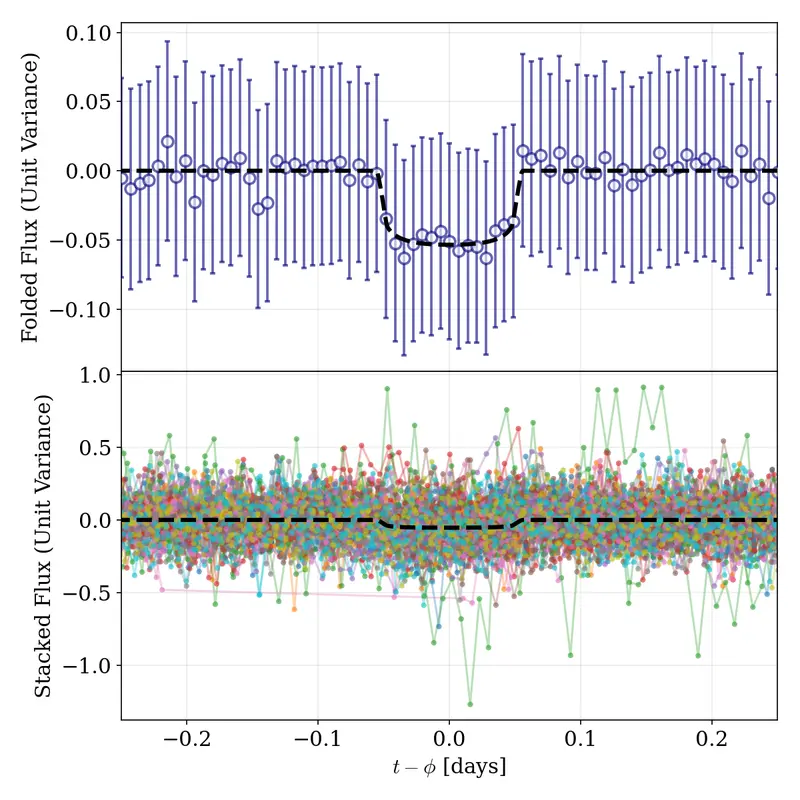 0.10
0.05
0.00
−0.05
−0.10
Folded Flux (Unit Variance)
1.0
0.5
0.0
−0.5
−1.0
Stacked Flux (Unit Variance)
−0.2 −0.1 0.0 0.1 0.2
t − ϕ [days]